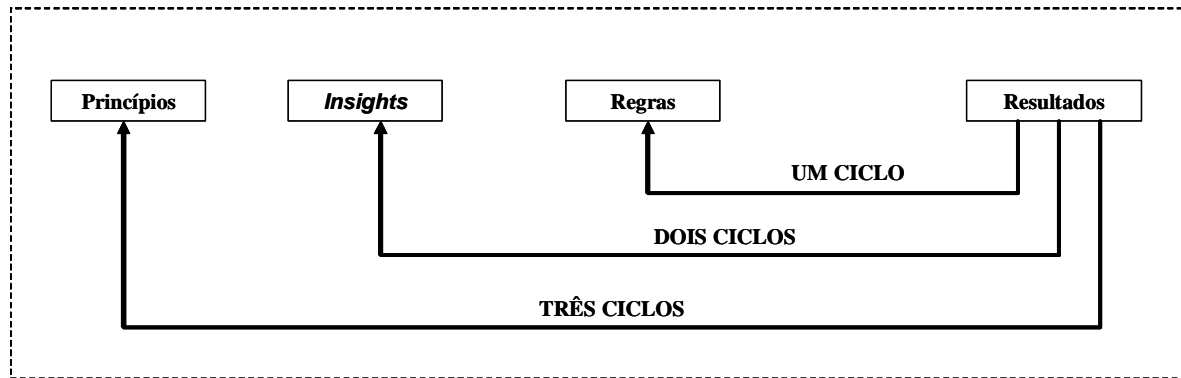 Princípios
Insights
Regras
Resultados
UM CICLO
DOIS CICLOS
TRÊS CICLOS